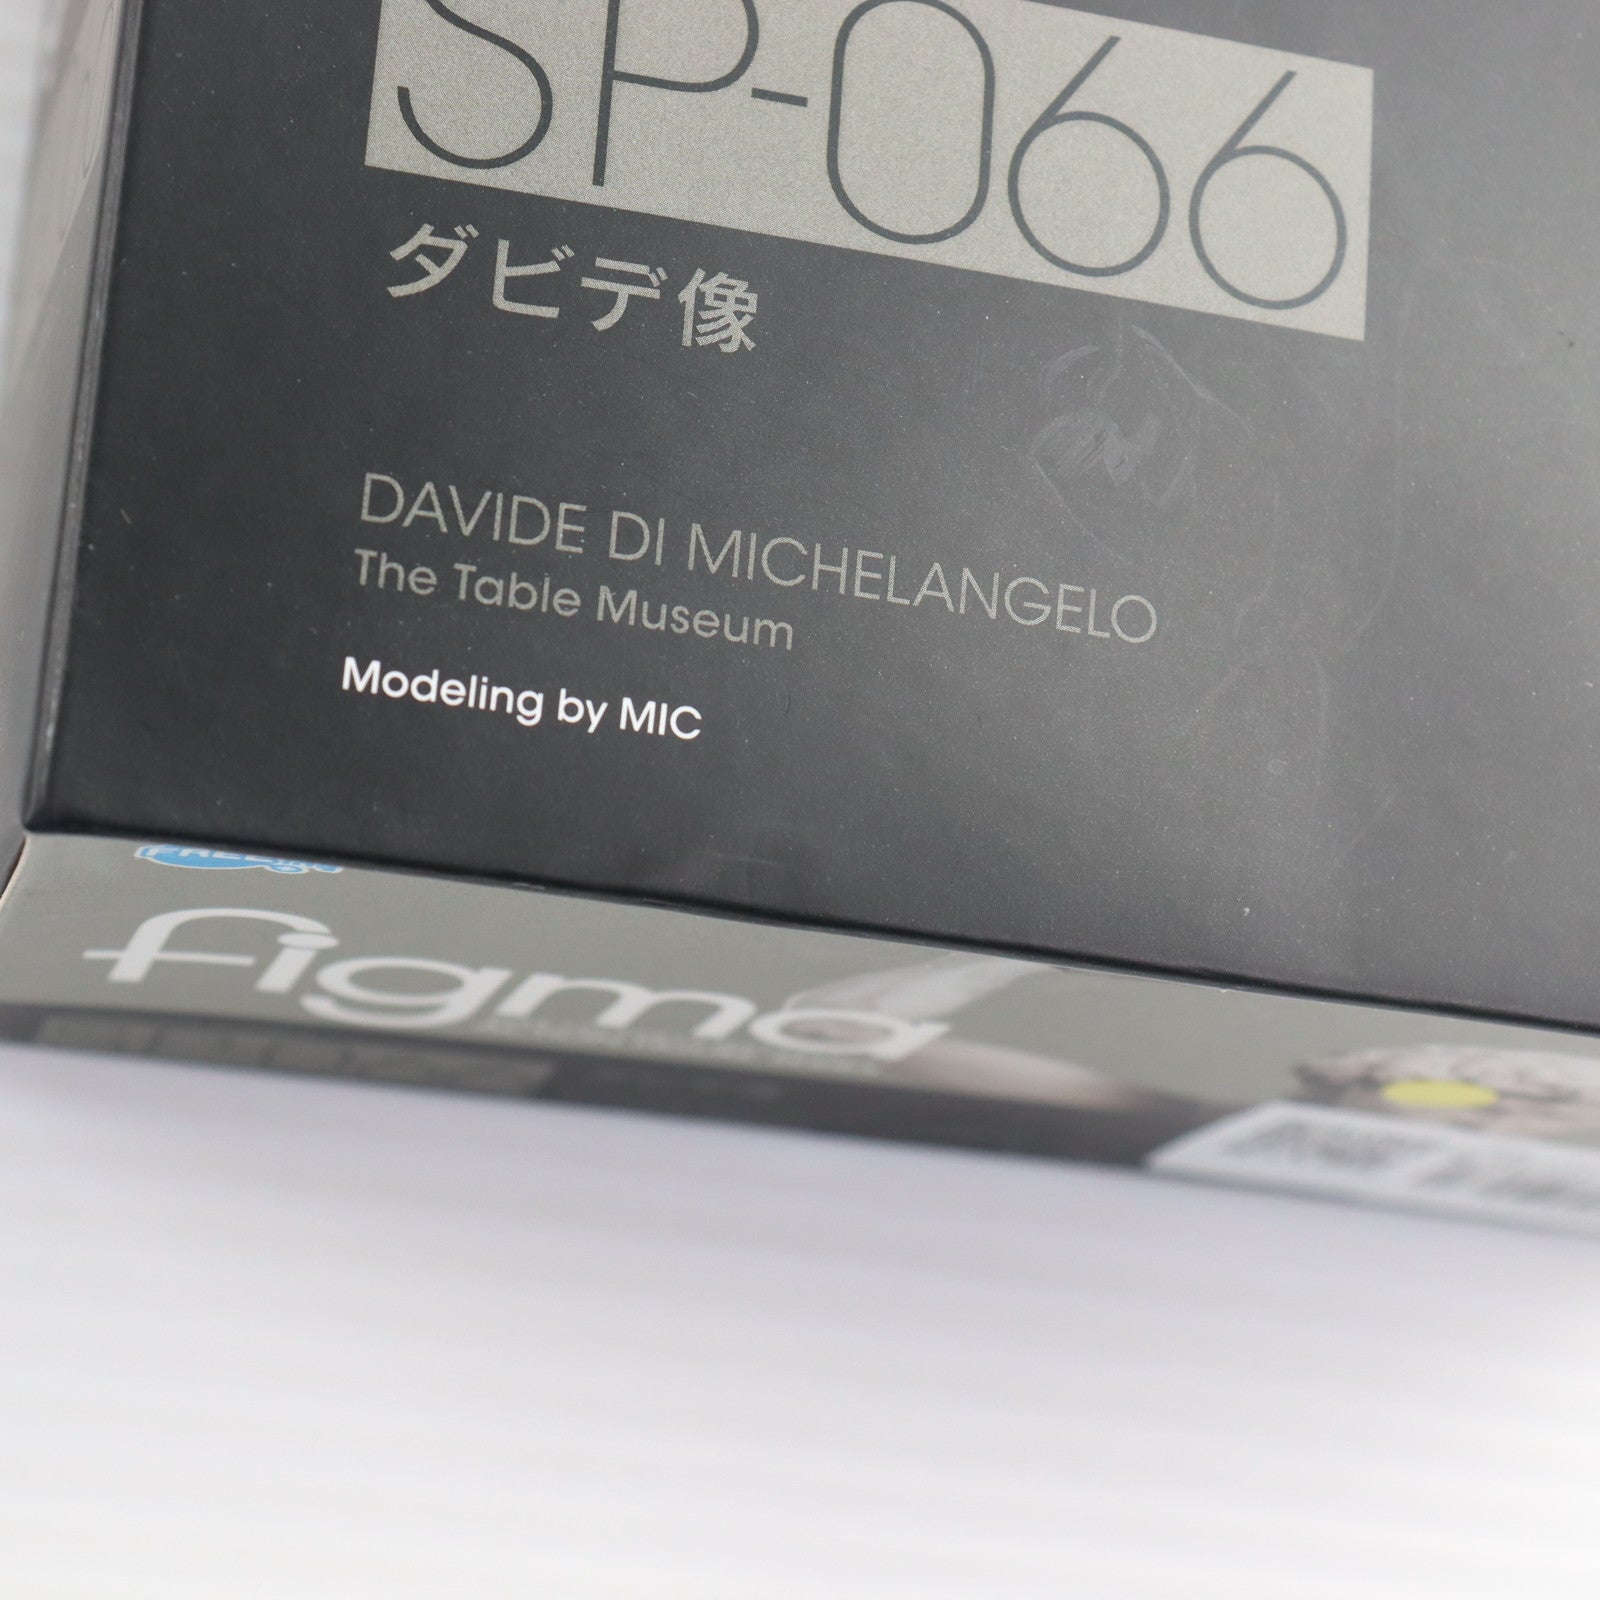 SP-066
ダビデ像
DAVIDE DI MICHELANGELO
The Table Museum
Modeling by MIC
figma